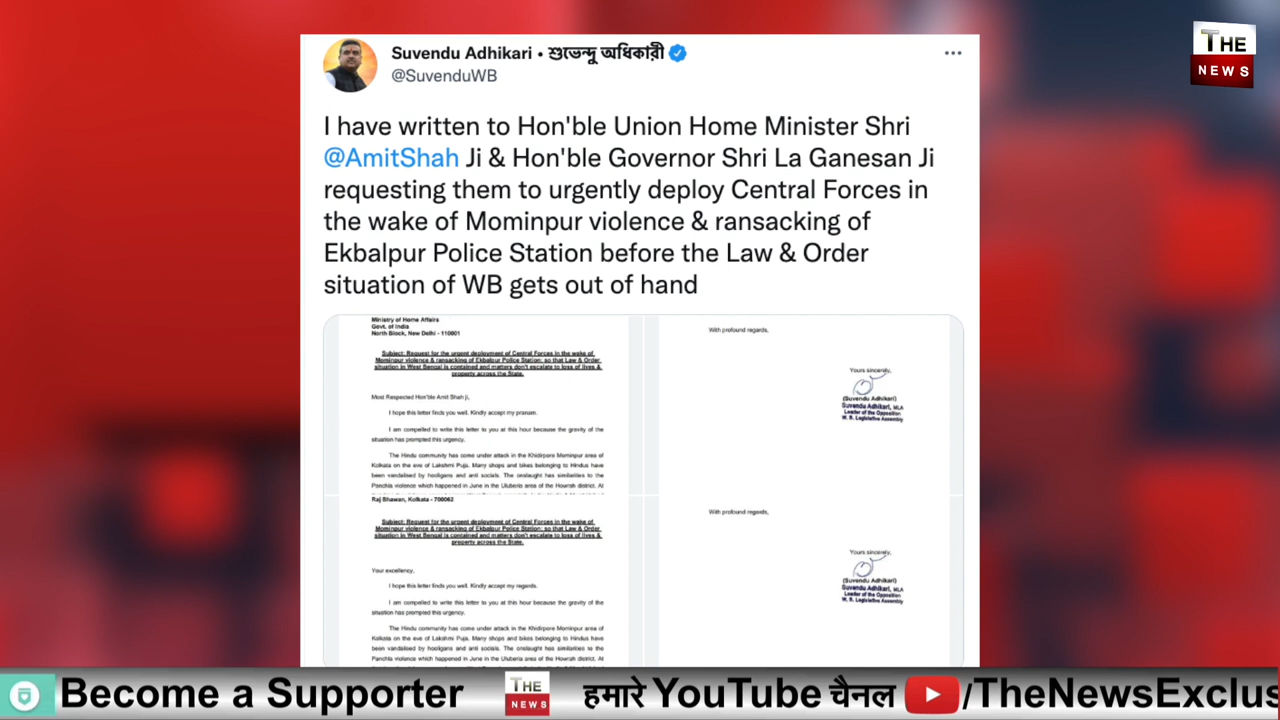 Suvendu Adhikari • শুভেন্দু অধিকারী
@SuvenduWB
THE
NEWS
I have written to Hon'ble Union Home Minister Shri
@AmitShah Ji & Hon'ble Governor Shri La Ganesan Ji
requesting them to urgently deploy Central Forces in
the wake of Mominpur violence & ransacking of
Ekbalpur Police Station before the Law & Order
situation of WB gets out of hand
Ministry of Home Affairs
Govt. of India
North Block, New Delhi - 110001
Subject: Request for the urgent deployment of Central Forces in the wake of
Mominpur violence & ransacking of Ekbalpur Police Station; so that Law & Order
situation in West Bengal is contained and matters don't escalate to loss of lives &
property across the State.
Most Respected Hon'ble Amit Shah ji,
I hope this letter finds you well. Kindly accept my pranam.
I am compelled to write this letter to you at this hour because the gravity of the
situation has prompted this urgency.
The Hindu community has come under attack in the Khidirpore Mominpur area of
Kolkata on the eve of Lakshmi Puja. Many shops and bikes belonging to Hindus have
been vandalised by hooligans and anti socials. The onslaught has similarities to the
Panchla violence which happened in June in the Uluberia area of the Howrah district. At
With profound regards,
Yours sincerely,
(Suvendu Adhikari)
Suvendu Adhikari, MLA
Leader of the Opposition
W. B. Legislative Assembly
Raj Bhawan, Kolkata - 700062
Subject: Request for the urgent deployment of Central Forces in the wake of
Mominpur violence & ransacking of Ekbalpur Police Station; so that Law & Order
situation in West Bengal is contained and matters don't escalate to loss of lives &
property across the State.
Your excellency,
I hope this letter finds you well. Kindly accept my regards.
I am compelled to write this letter to you at this hour because the gravity of the
situation has prompted this urgency.
The Hindu community has come under attack in the Khidirpore Mominpur area of
Kolkata on the eve of Lakshmi Puja. Many shops and bikes belonging to Hindus have
been vandalised by hooligans and anti socials. The onslaught has similarities to the
Panchla violence which happened in June in the Uluberia area of the Howrah district. At
With profound regards,
Yours sincerely,
(Suvendu Adhikari)
Suvendu Adhikari, MLA
Leader of the Opposition
W. B. Legislative Assembly
Become a Supporter THE NEWS हमारे YouTube चैनल /TheNewsExclus